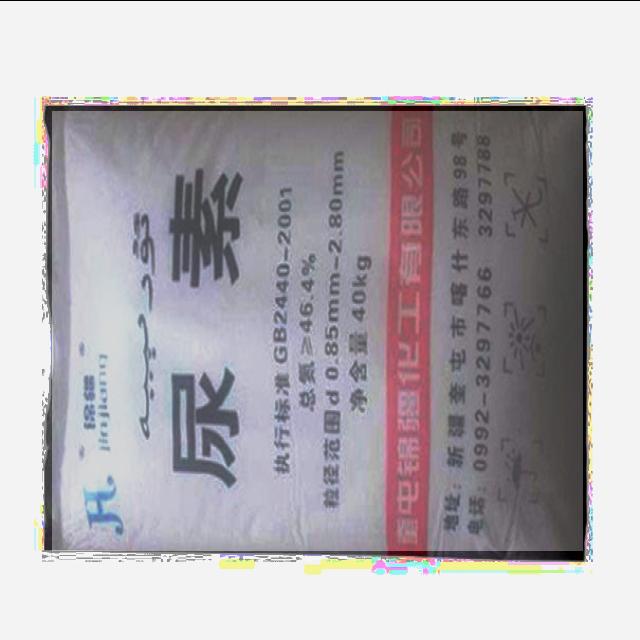 锦疆
jinjiang
尿素
执行标准 GB2440-2001
总氮≥46.4%
粒径范围 d 0.85mm-2.80mm
净含量 40kg
奎屯锦疆化工有限公司
地址：新疆奎屯市喀什东路98号
电话：0992-3297766 3297788